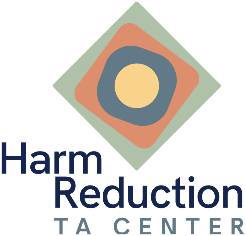 Harm
Reduction
TA CENTER